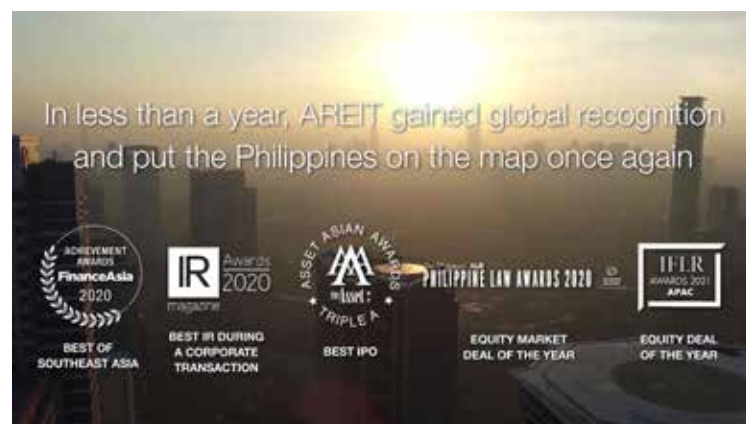 In less than a year, AREIT gained global recognition
and put the Philippines on the map once again
ACHIEVEMENT
AWARDS
FinanceAsia
2020
BEST OF
SOUTHEAST ASIA
IR
magazine
Awards
2020
BEST IR DURING
A CORPORATE
TRANSACTION
ASSET ASIAN AWARDS
The Asset
TRIPLE A
BEST IPO
PHILIPPINE LAW AWARDS 2020
EQUITY MARKET
DEAL OF THE YEAR
IFLR
AWARDS 2021
APAC
EQUITY DEAL
OF THE YEAR